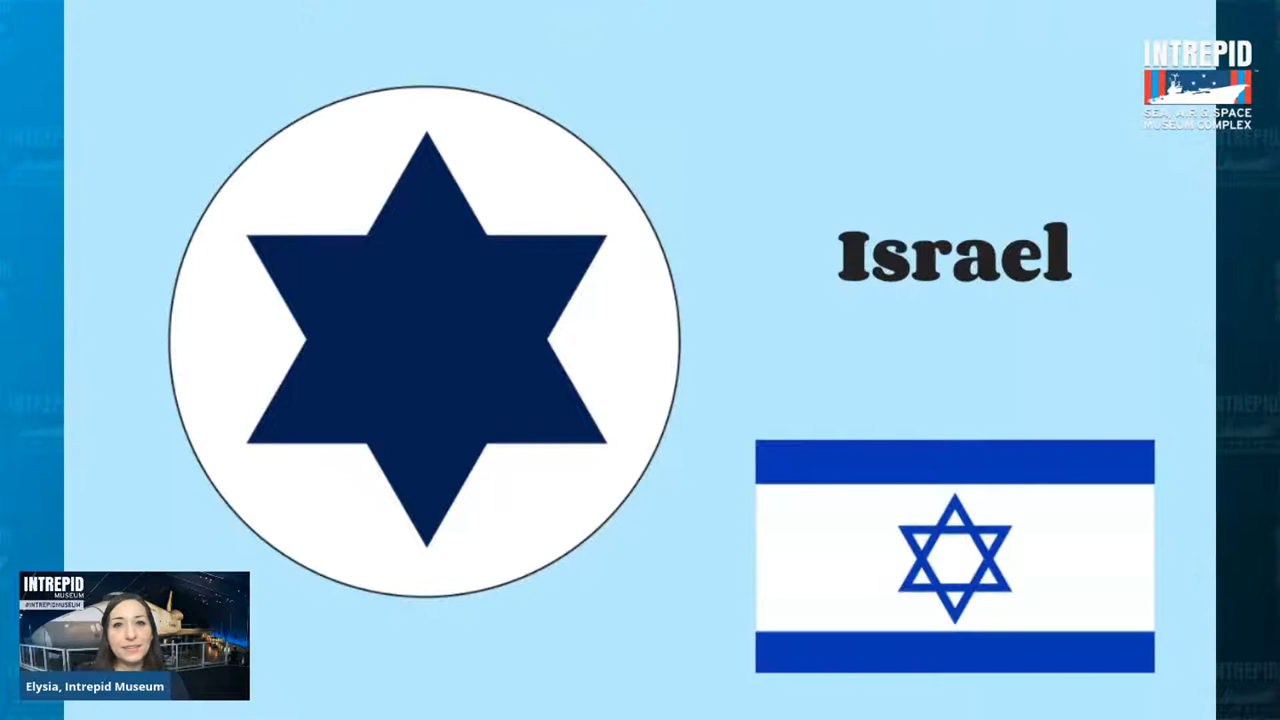 INTREPID
SEA, AIR & SPACE
MUSEUM COMPLEX
Israel
INTREPID
MUSEUM
#INTREPIDMUSEUM
Elysia, Intrepid Museum